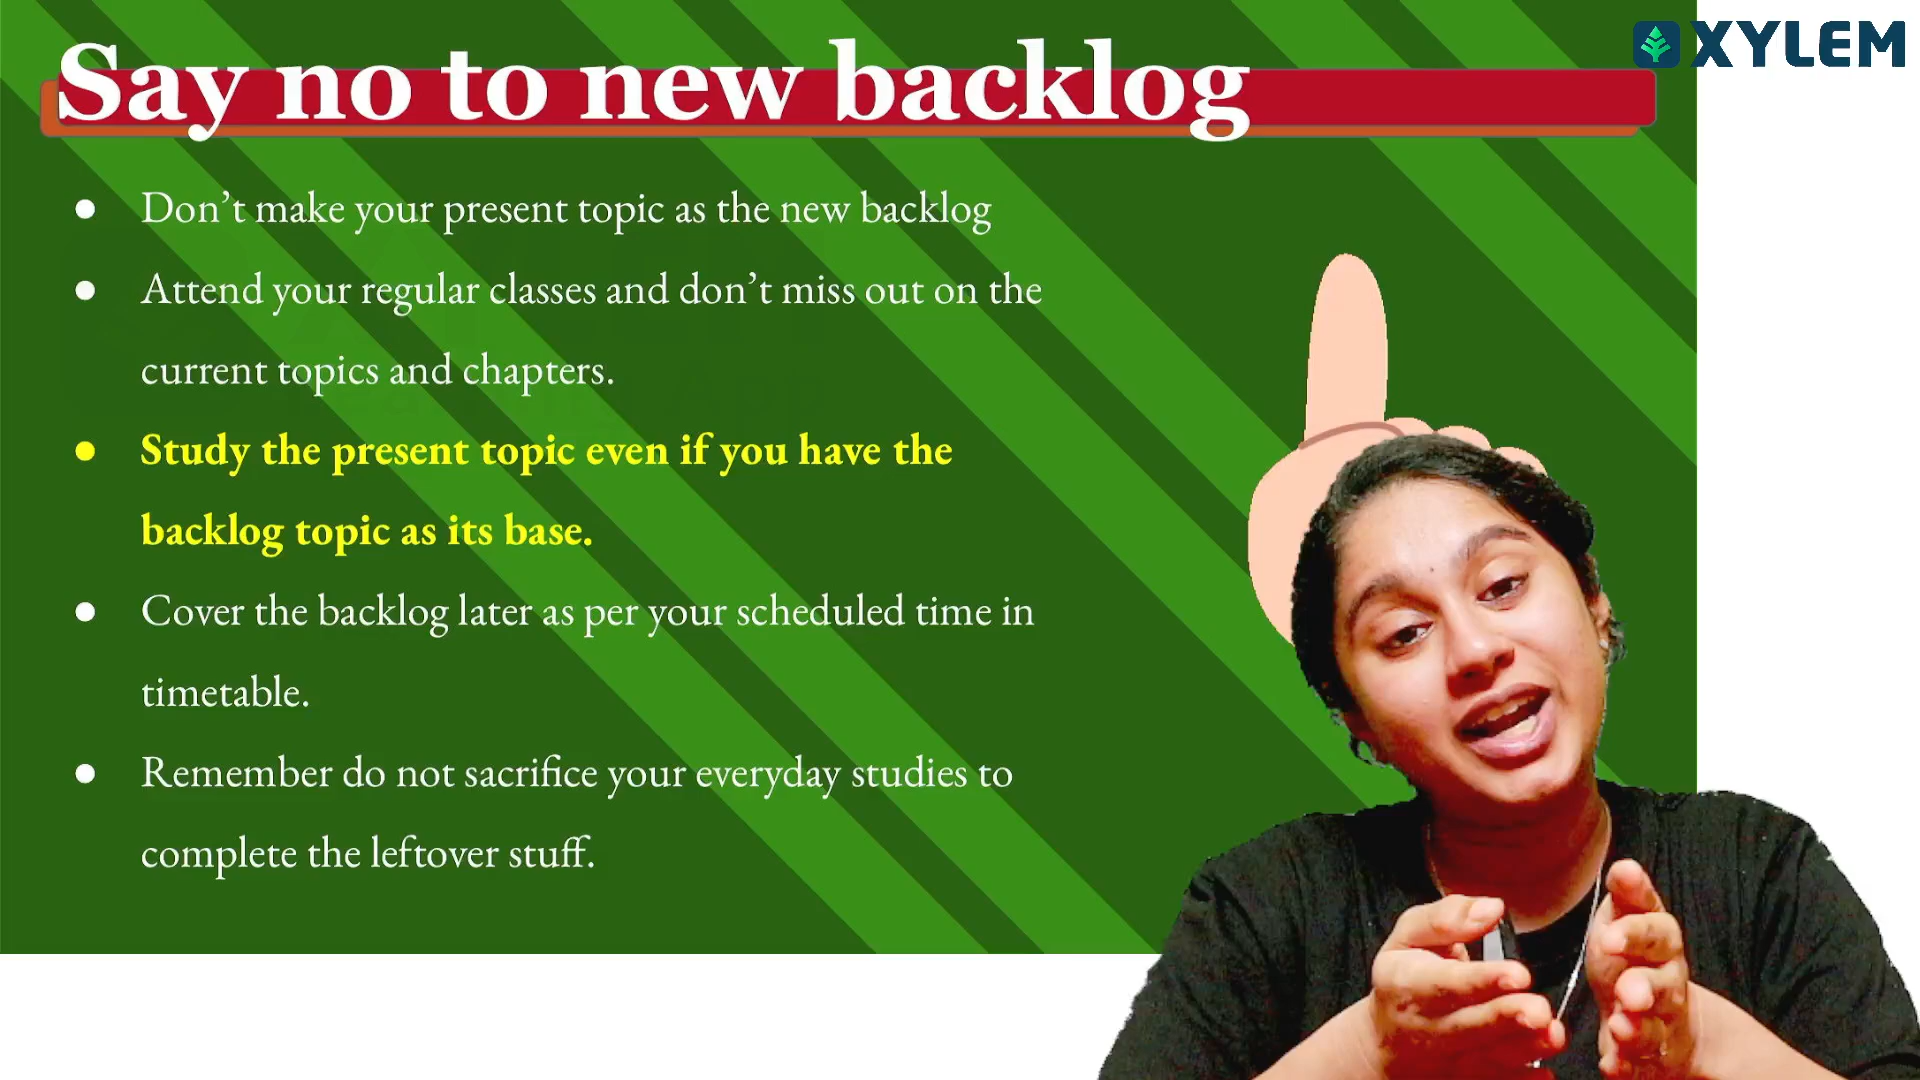 Say no to new backlog
XYLEM
● Don’t make your present topic as the new backlog
● Attend your regular classes and don’t miss out on the
current topics and chapters.
● Study the present topic even if you have the
backlog topic as its base.
● Cover the backlog later as per your scheduled time in
timetable.
● Remember do not sacrifice your everyday studies to
complete the leftover stuff.